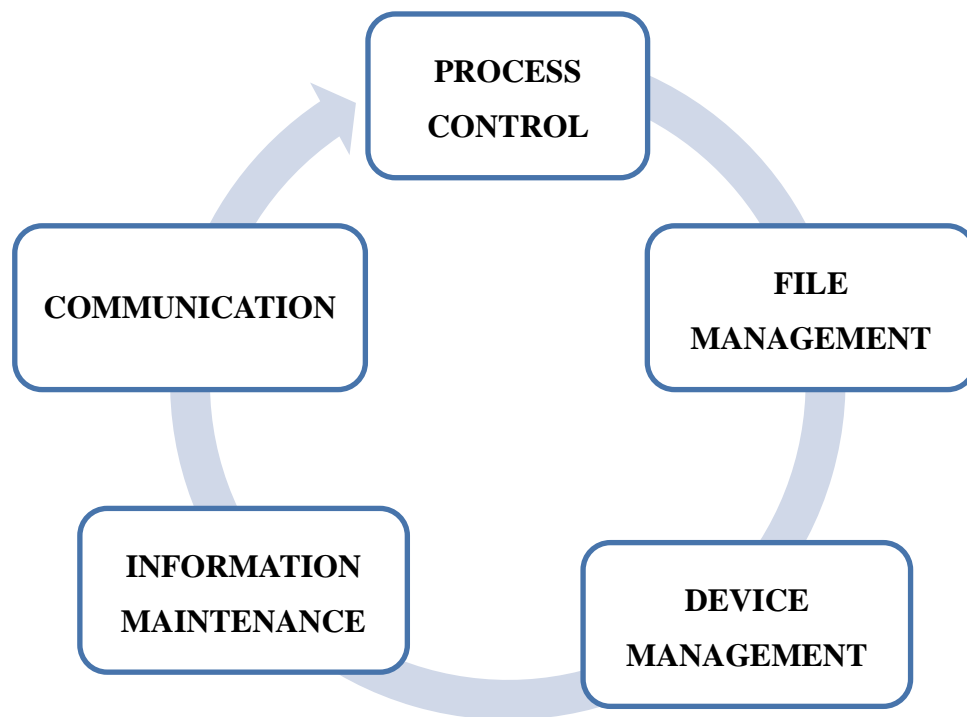 PROCESS
CONTROL
FILE
MANAGEMENT
DEVICE
MANAGEMENT
INFORMATION
MAINTENANCE
COMMUNICATION